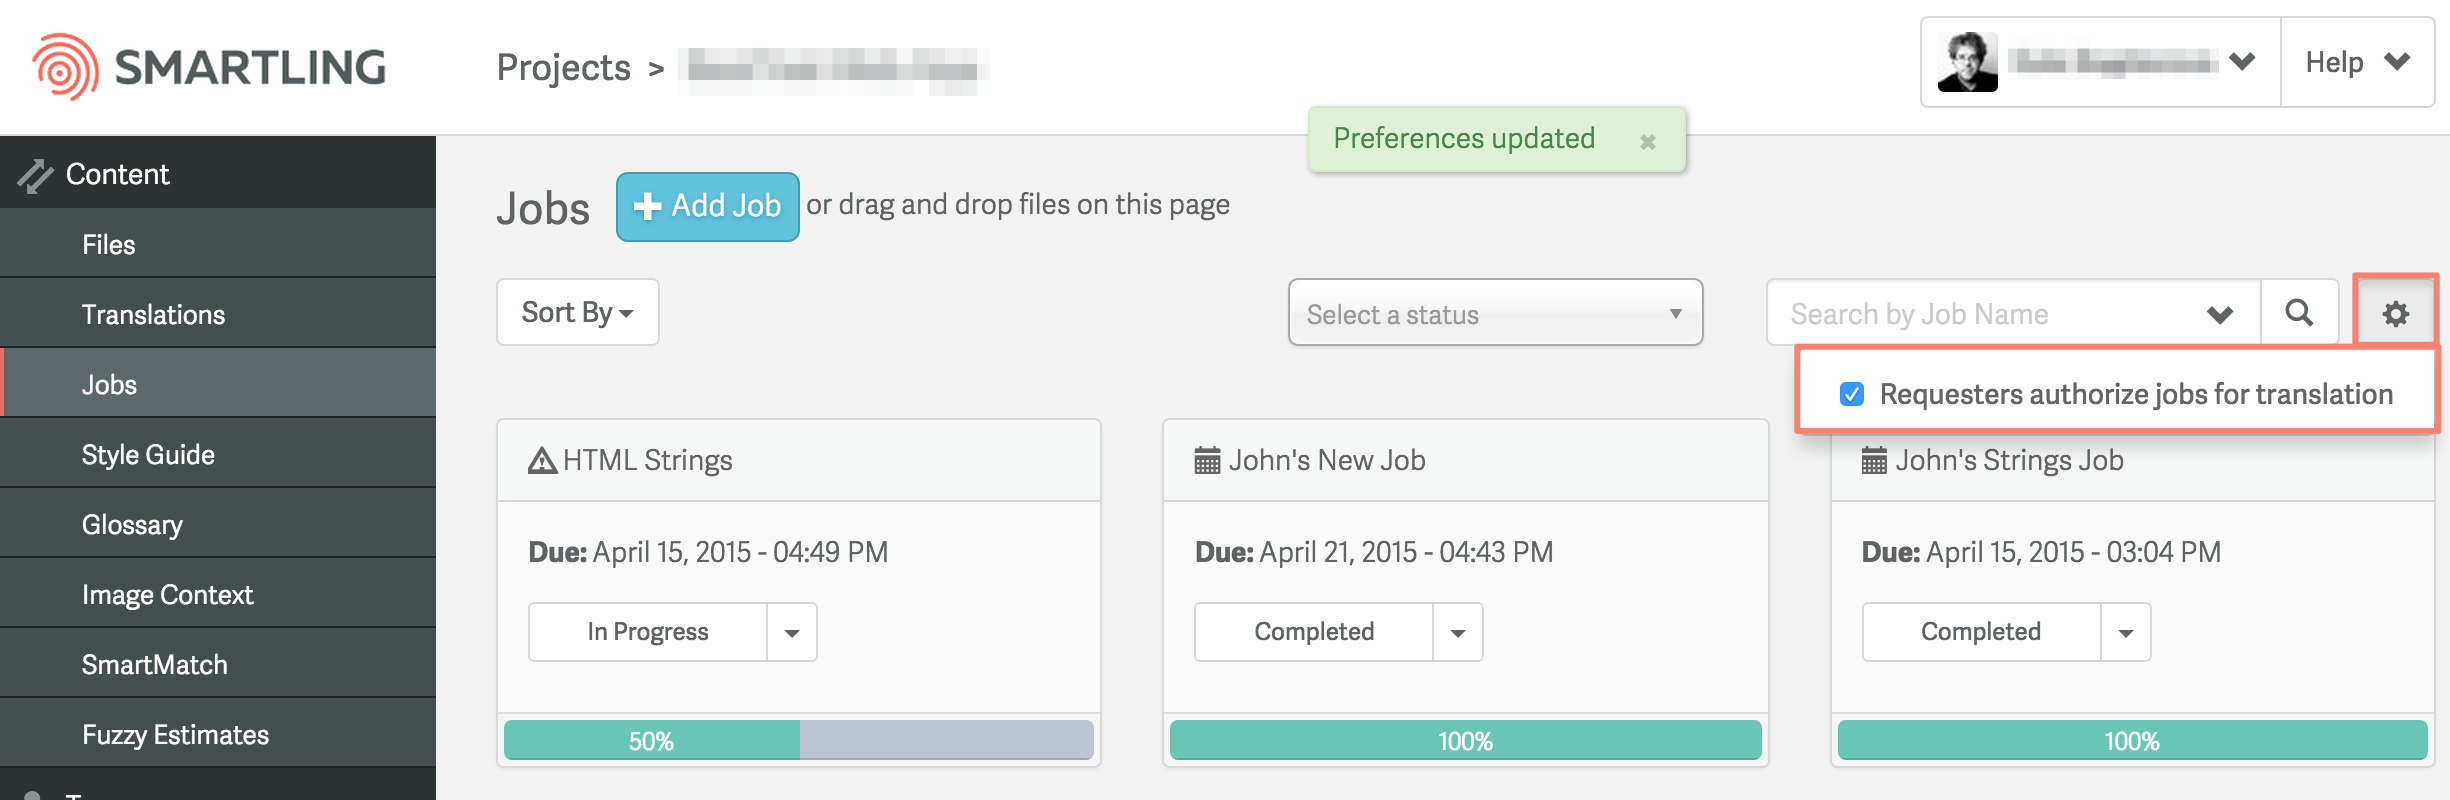 SMARTLING
Projects >
Help
Preferences updated
Content
Files
Translations
Jobs
Style Guide
Glossary
Image Context
SmartMatch
Fuzzy Estimates
Jobs
Add Job
or drag and drop files on this page
Sort By
Select a status
Search by Job Name
Requesters authorize jobs for translation
HTML Strings
Due: April 15, 2015 - 04:49 PM
In Progress
50%
John's New Job
Due: April 21, 2015 - 04:43 PM
Completed
100%
John's Strings Job
Due: April 15, 2015 - 03:04 PM
Completed
100%